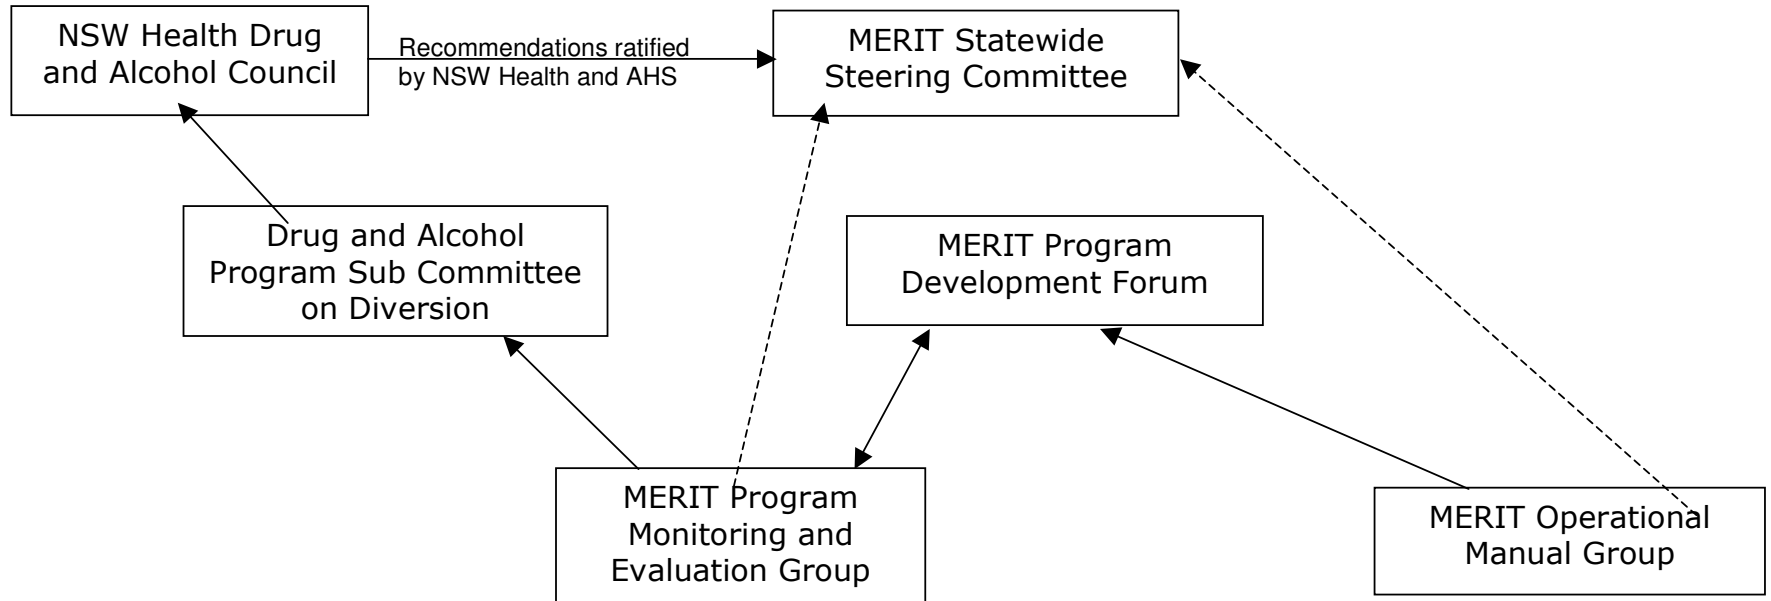 NSW Health Drug
and Alcohol Council
Recommendations ratified
by NSW Health and AHS
MERIT Statewide
Steering Committee
Drug and Alcohol
Program Sub Committee
on Diversion
MERIT Program
Development Forum
MERIT Program
Monitoring and
Evaluation Group
MERIT Operational
Manual Group